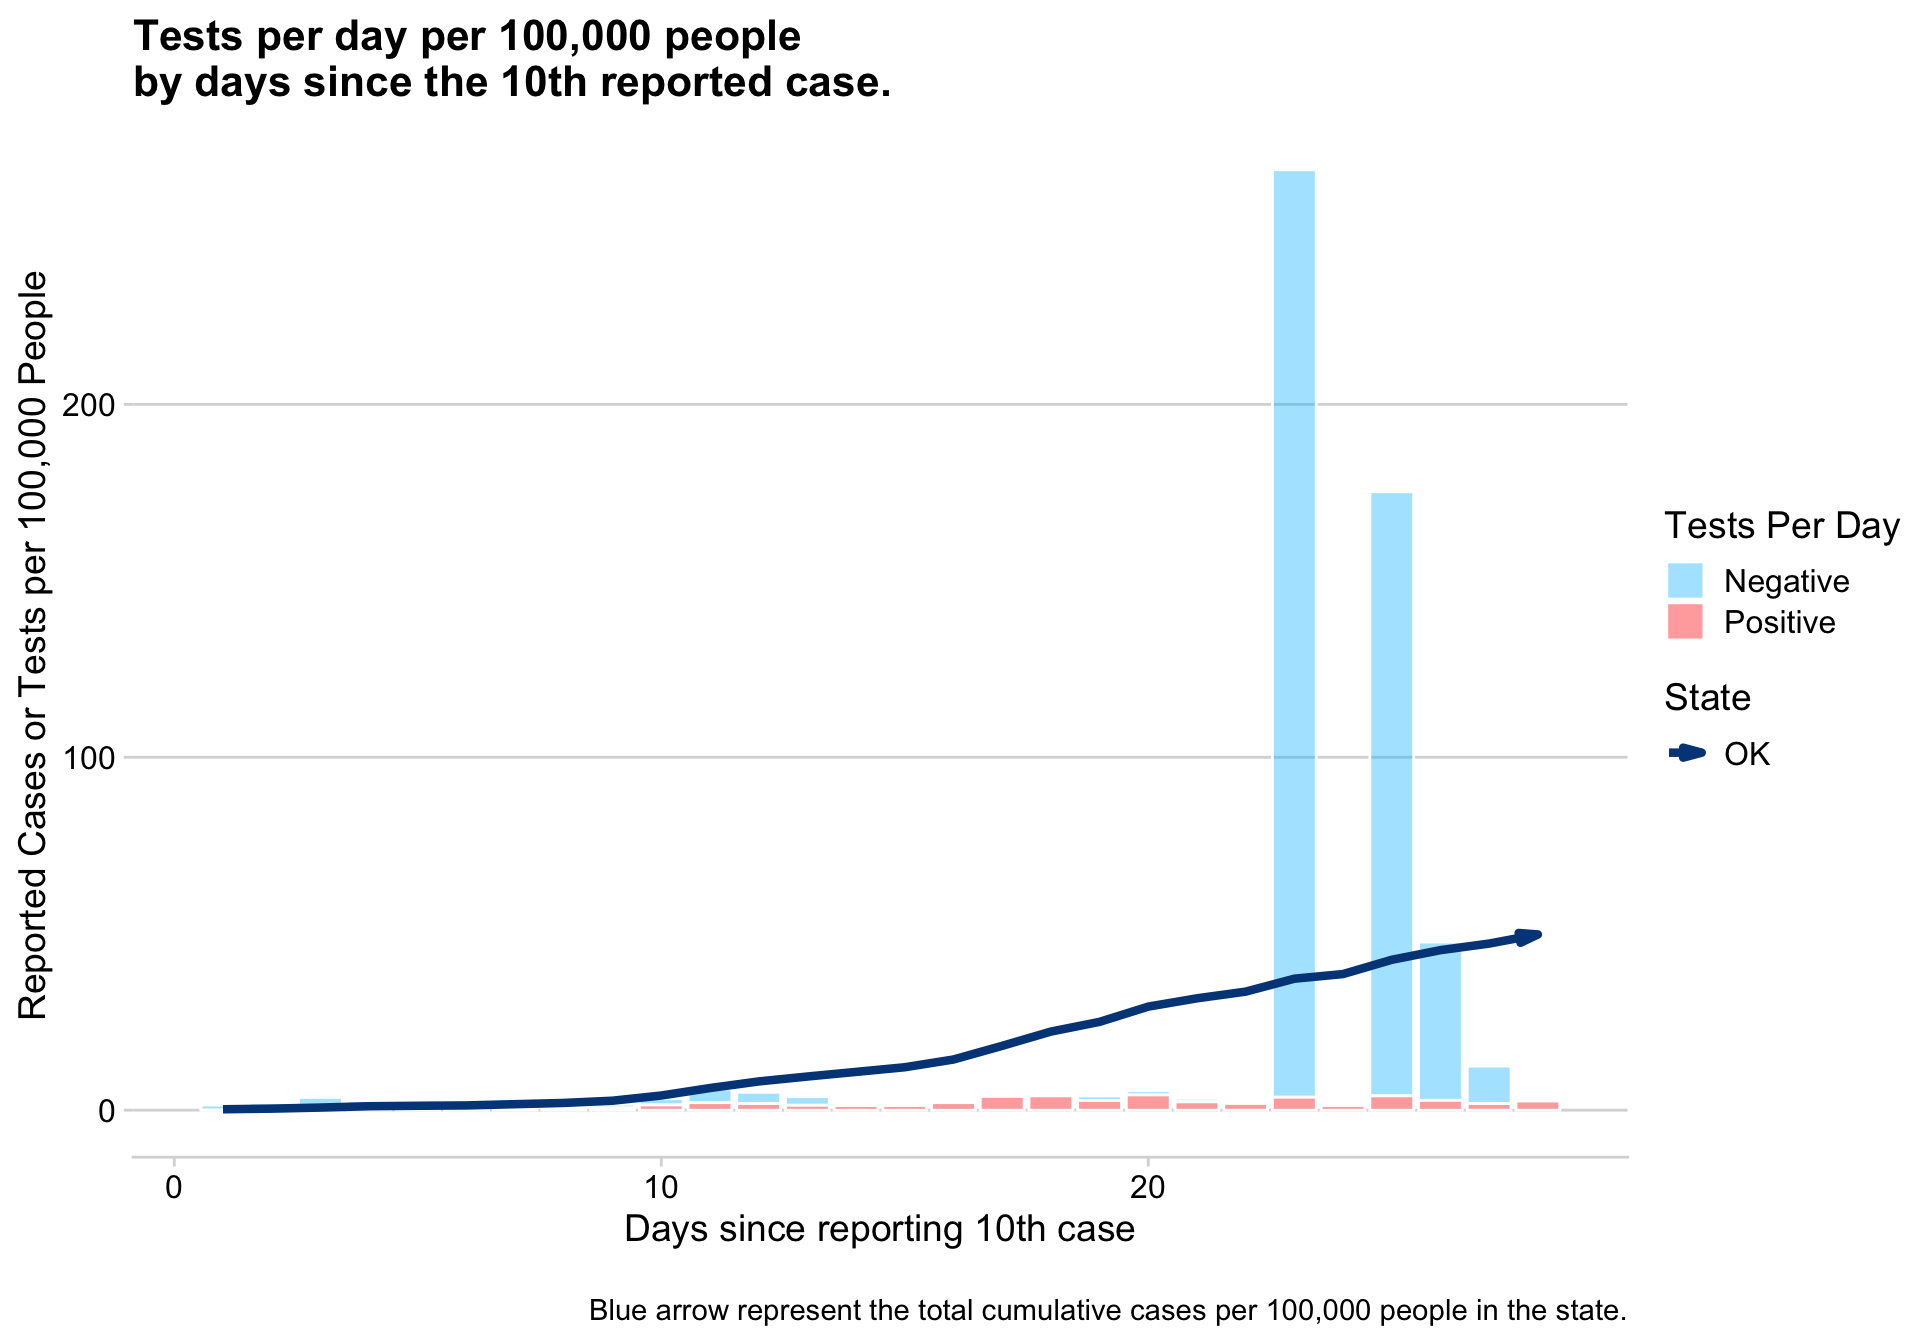 Tests per day per 100,000 people
by days since the 10th reported case.
Reported Cases or Tests per 100,000 People
200
100
0
0
10
20
Days since reporting 10th case
Tests Per Day
Negative
Positive
State
OK
Blue arrow represent the total cumulative cases per 100,000 people in the state.